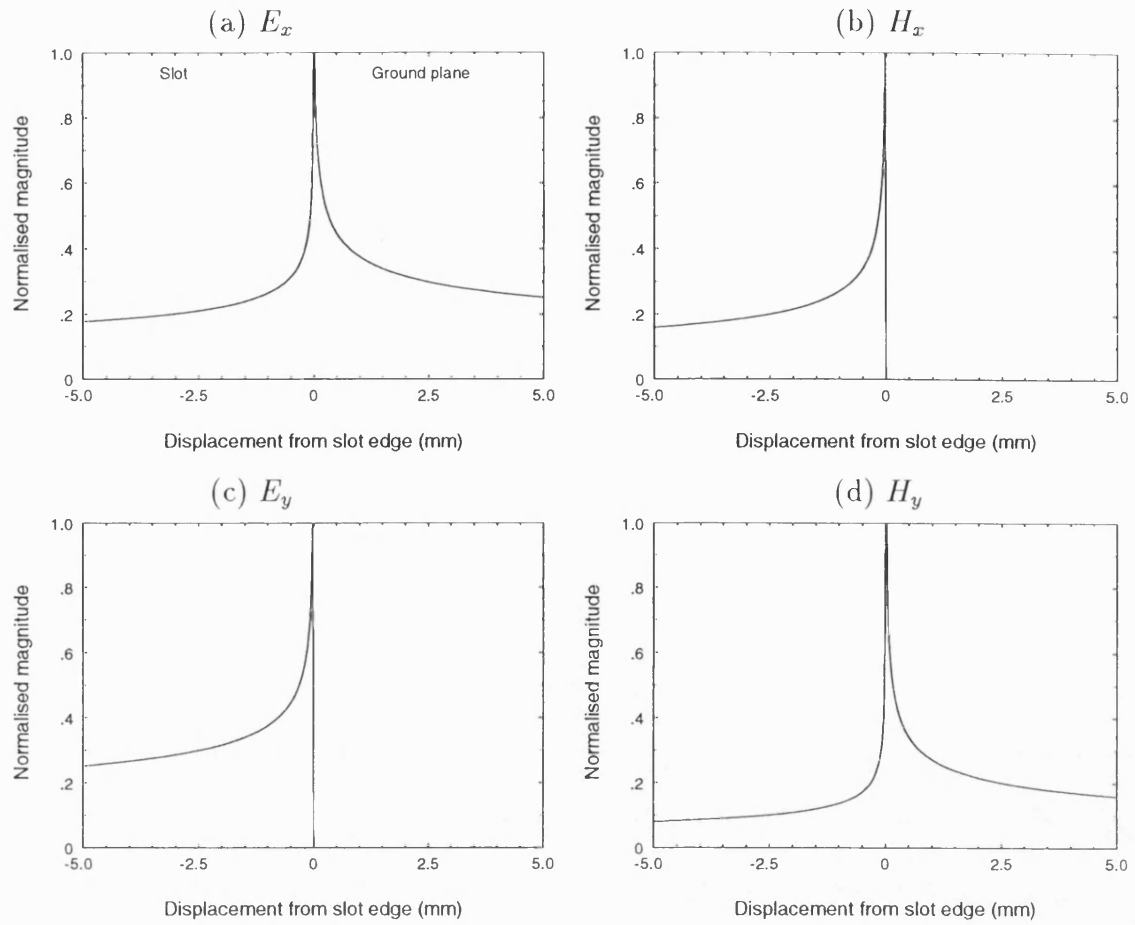 (a) E_x
1.0
.8
.6
.4
.2
0
-5.0 -2.5 0 2.5 5.0
Slot
Ground plane
Normalised magnitude
Displacement from slot edge (mm)
(b) H_x
1.0
.8
.6
.4
.2
0
-5.0 -2.5 0 2.5 5.0
Normalised magnitude
Displacement from slot edge (mm)
(c) E_y
1.0
.8
.6
.4
.2
0
-5.0 -2.5 0 2.5 5.0
Normalised magnitude
Displacement from slot edge (mm)
(d) H_y
1.0
.8
.6
.4
.2
0
-5.0 -2.5 0 2.5 5.0
Normalised magnitude
Displacement from slot edge (mm)